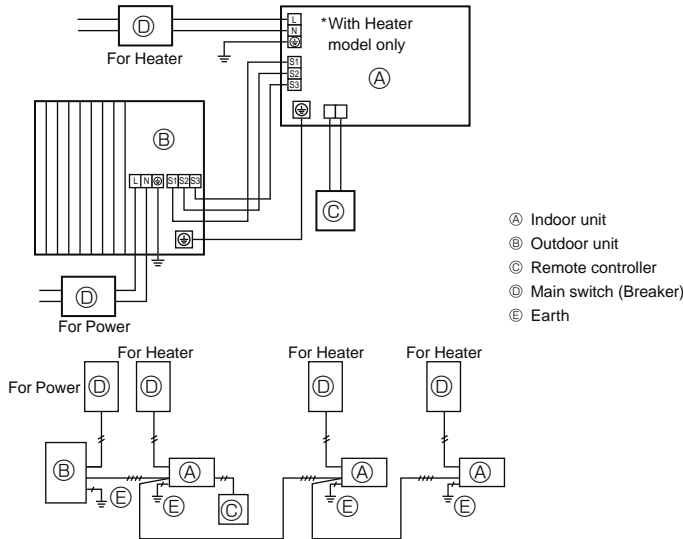 Ⓓ
For Heater
L
N
*With Heater
model only
Ⓐ
S1
S2
S3
Ⓑ
L N S1 S2 S3
Ⓒ
Ⓓ
For Power
Ⓐ Indoor unit
Ⓑ Outdoor unit
Ⓒ Remote controller
Ⓓ Main switch (Breaker)
Ⓔ Earth
For Heater
For Heater
For Heater
For Power
Ⓓ
Ⓓ
Ⓓ
Ⓓ
Ⓑ
Ⓐ
Ⓐ
Ⓐ
Ⓔ
Ⓔ
Ⓒ
Ⓔ
Ⓔ